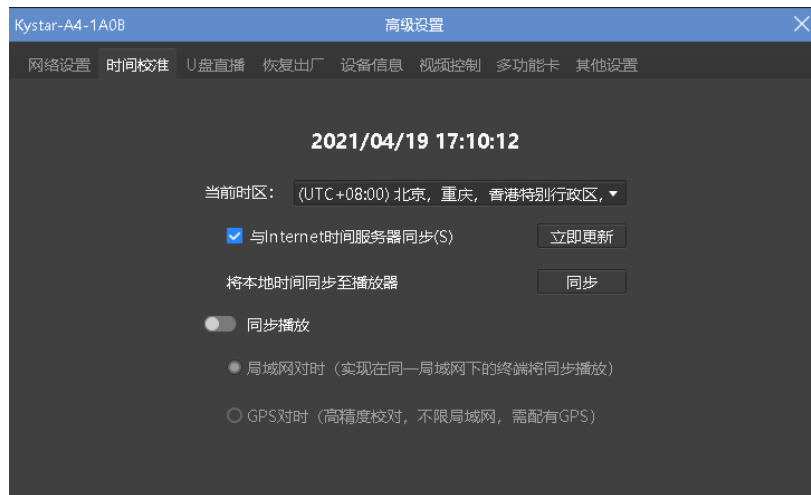 Kystar-A4-1A0B 高级设置
网络设置 时间校准 U盘直播 恢复出厂 设备信息 视频控制 多功能卡 其他设置
2021/04/19 17:10:12
当前时区： (UTC+08:00) 北京，重庆，香港特别行政区，
与Internet时间服务器同步(S) 立即更新
将本地时间同步至播放器 同步
同步播放
局域网对时（实现在同一局域网下的终端将同步播放）
GPS对时（高精度校对，不限局域网，需配有GPS）